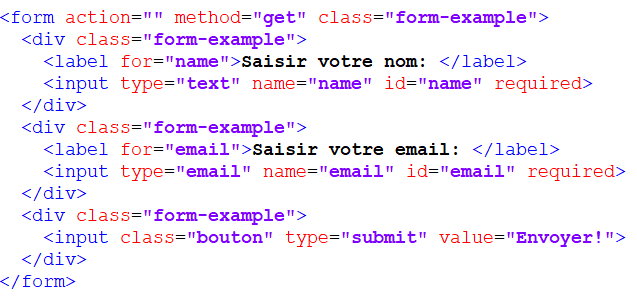 <form action="" method="get" class="form-example">
  <div class="form-example">
    <label for="name">Saisir votre nom: </label>
    <input type="text" name="name" id="name" required>
  </div>
  <div class="form-example">
    <label for="email">Saisir votre email: </label>
    <input type="email" name="email" id="email" required>
  </div>
  <div class="form-example">
    <input class="bouton" type="submit" value="Envoyer!">
  </div>
</form>